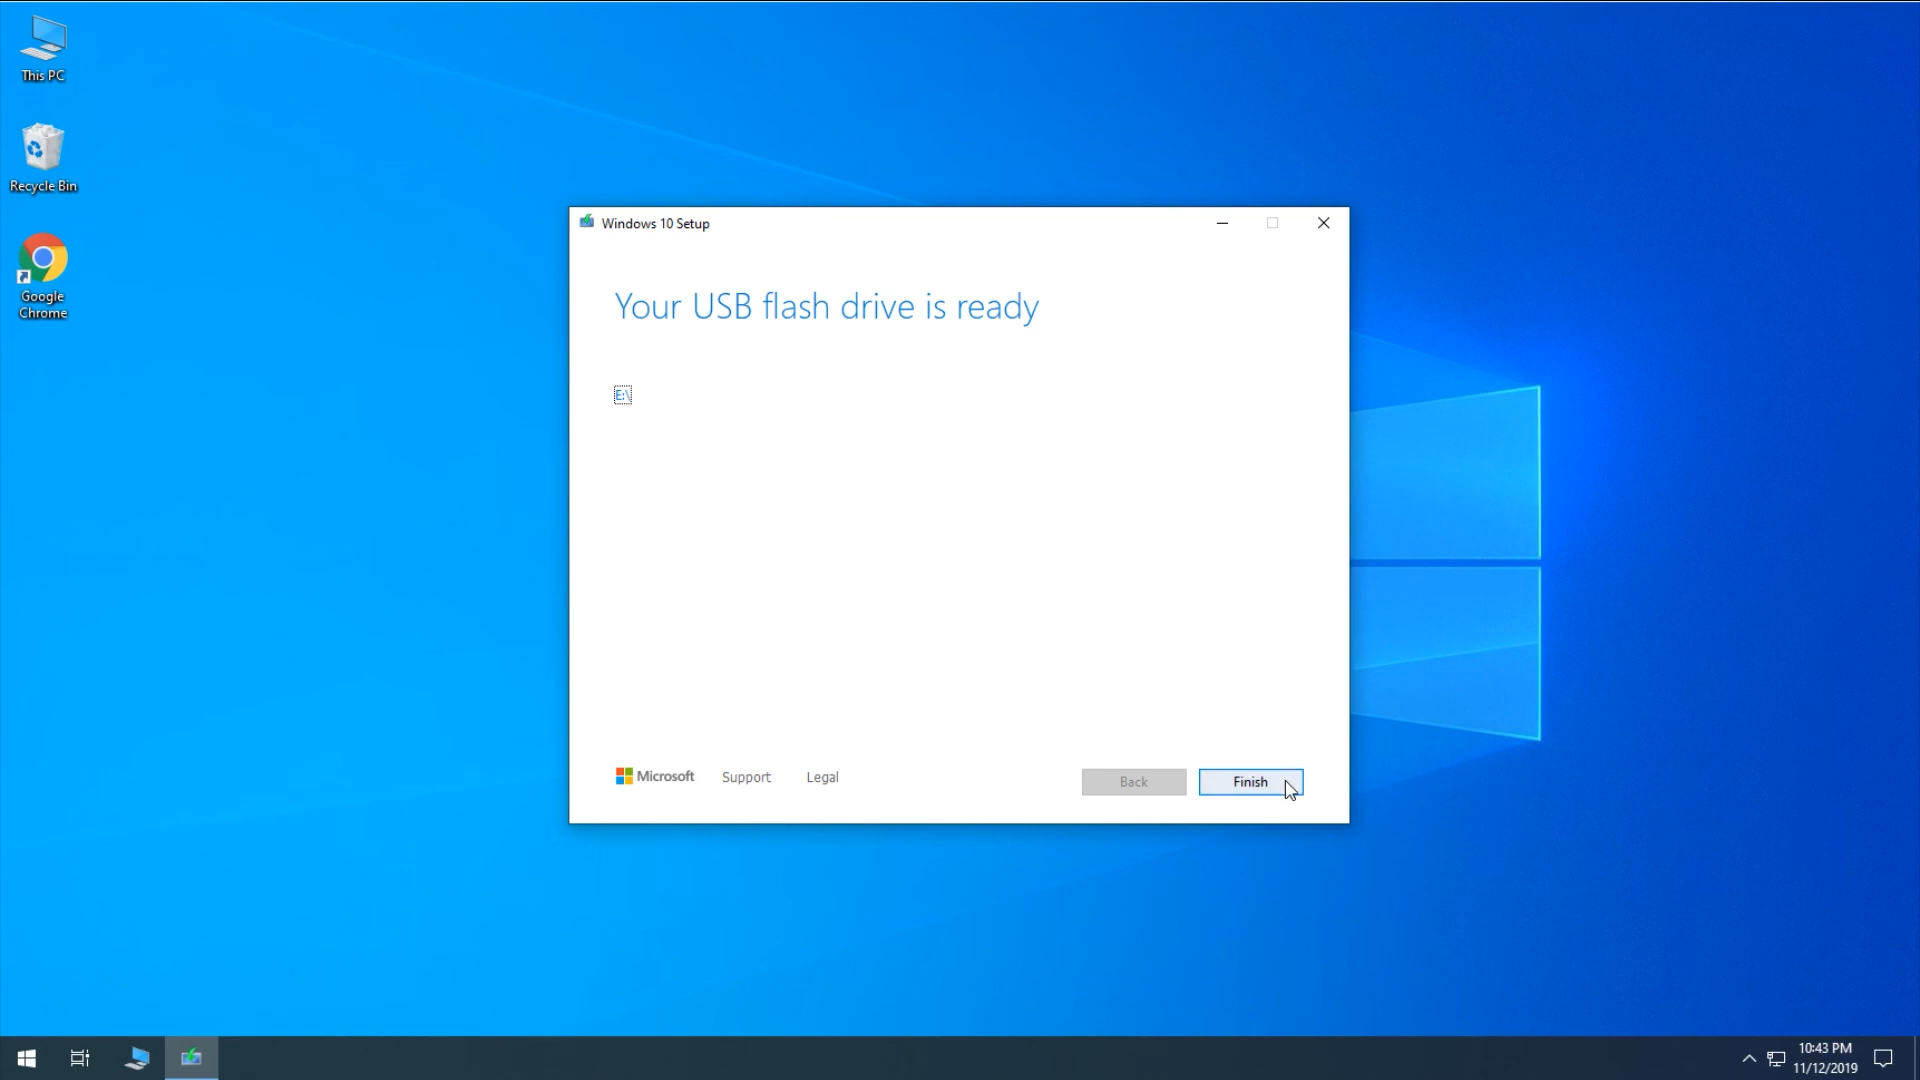 This PC
Recycle Bin
Google
Chrome
Windows 10 Setup
Your USB flash drive is ready
E:\
Microsoft
Support
Legal
Back
Finish
10:43 PM
11/12/2019